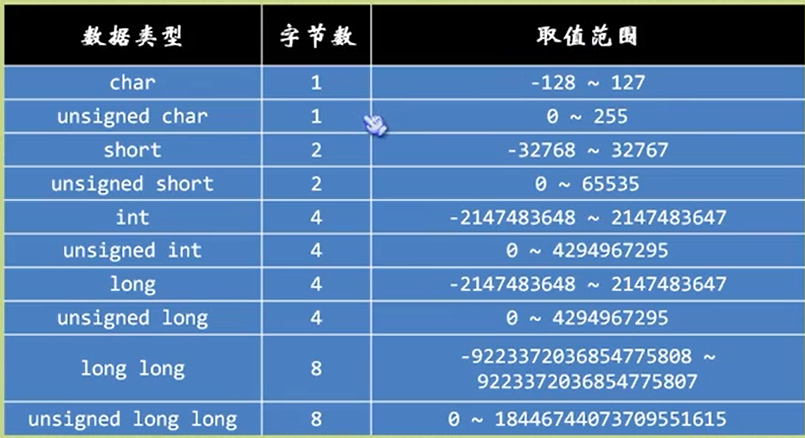 数据类型 字节数 取值范围
char 1 -128 ~ 127
unsigned char 1 0 ~ 255
short 2 -32768 ~ 32767
unsigned short 2 0 ~ 65535
int 4 -2147483648 ~ 2147483647
unsigned int 4 0 ~ 4294967295
long 4 -2147483648 ~ 2147483647
unsigned long 4 0 ~ 4294967295
long long 8 -9223372036854775808 ~
9223372036854775807
unsigned long long 8 0 ~ 18446744073709551615